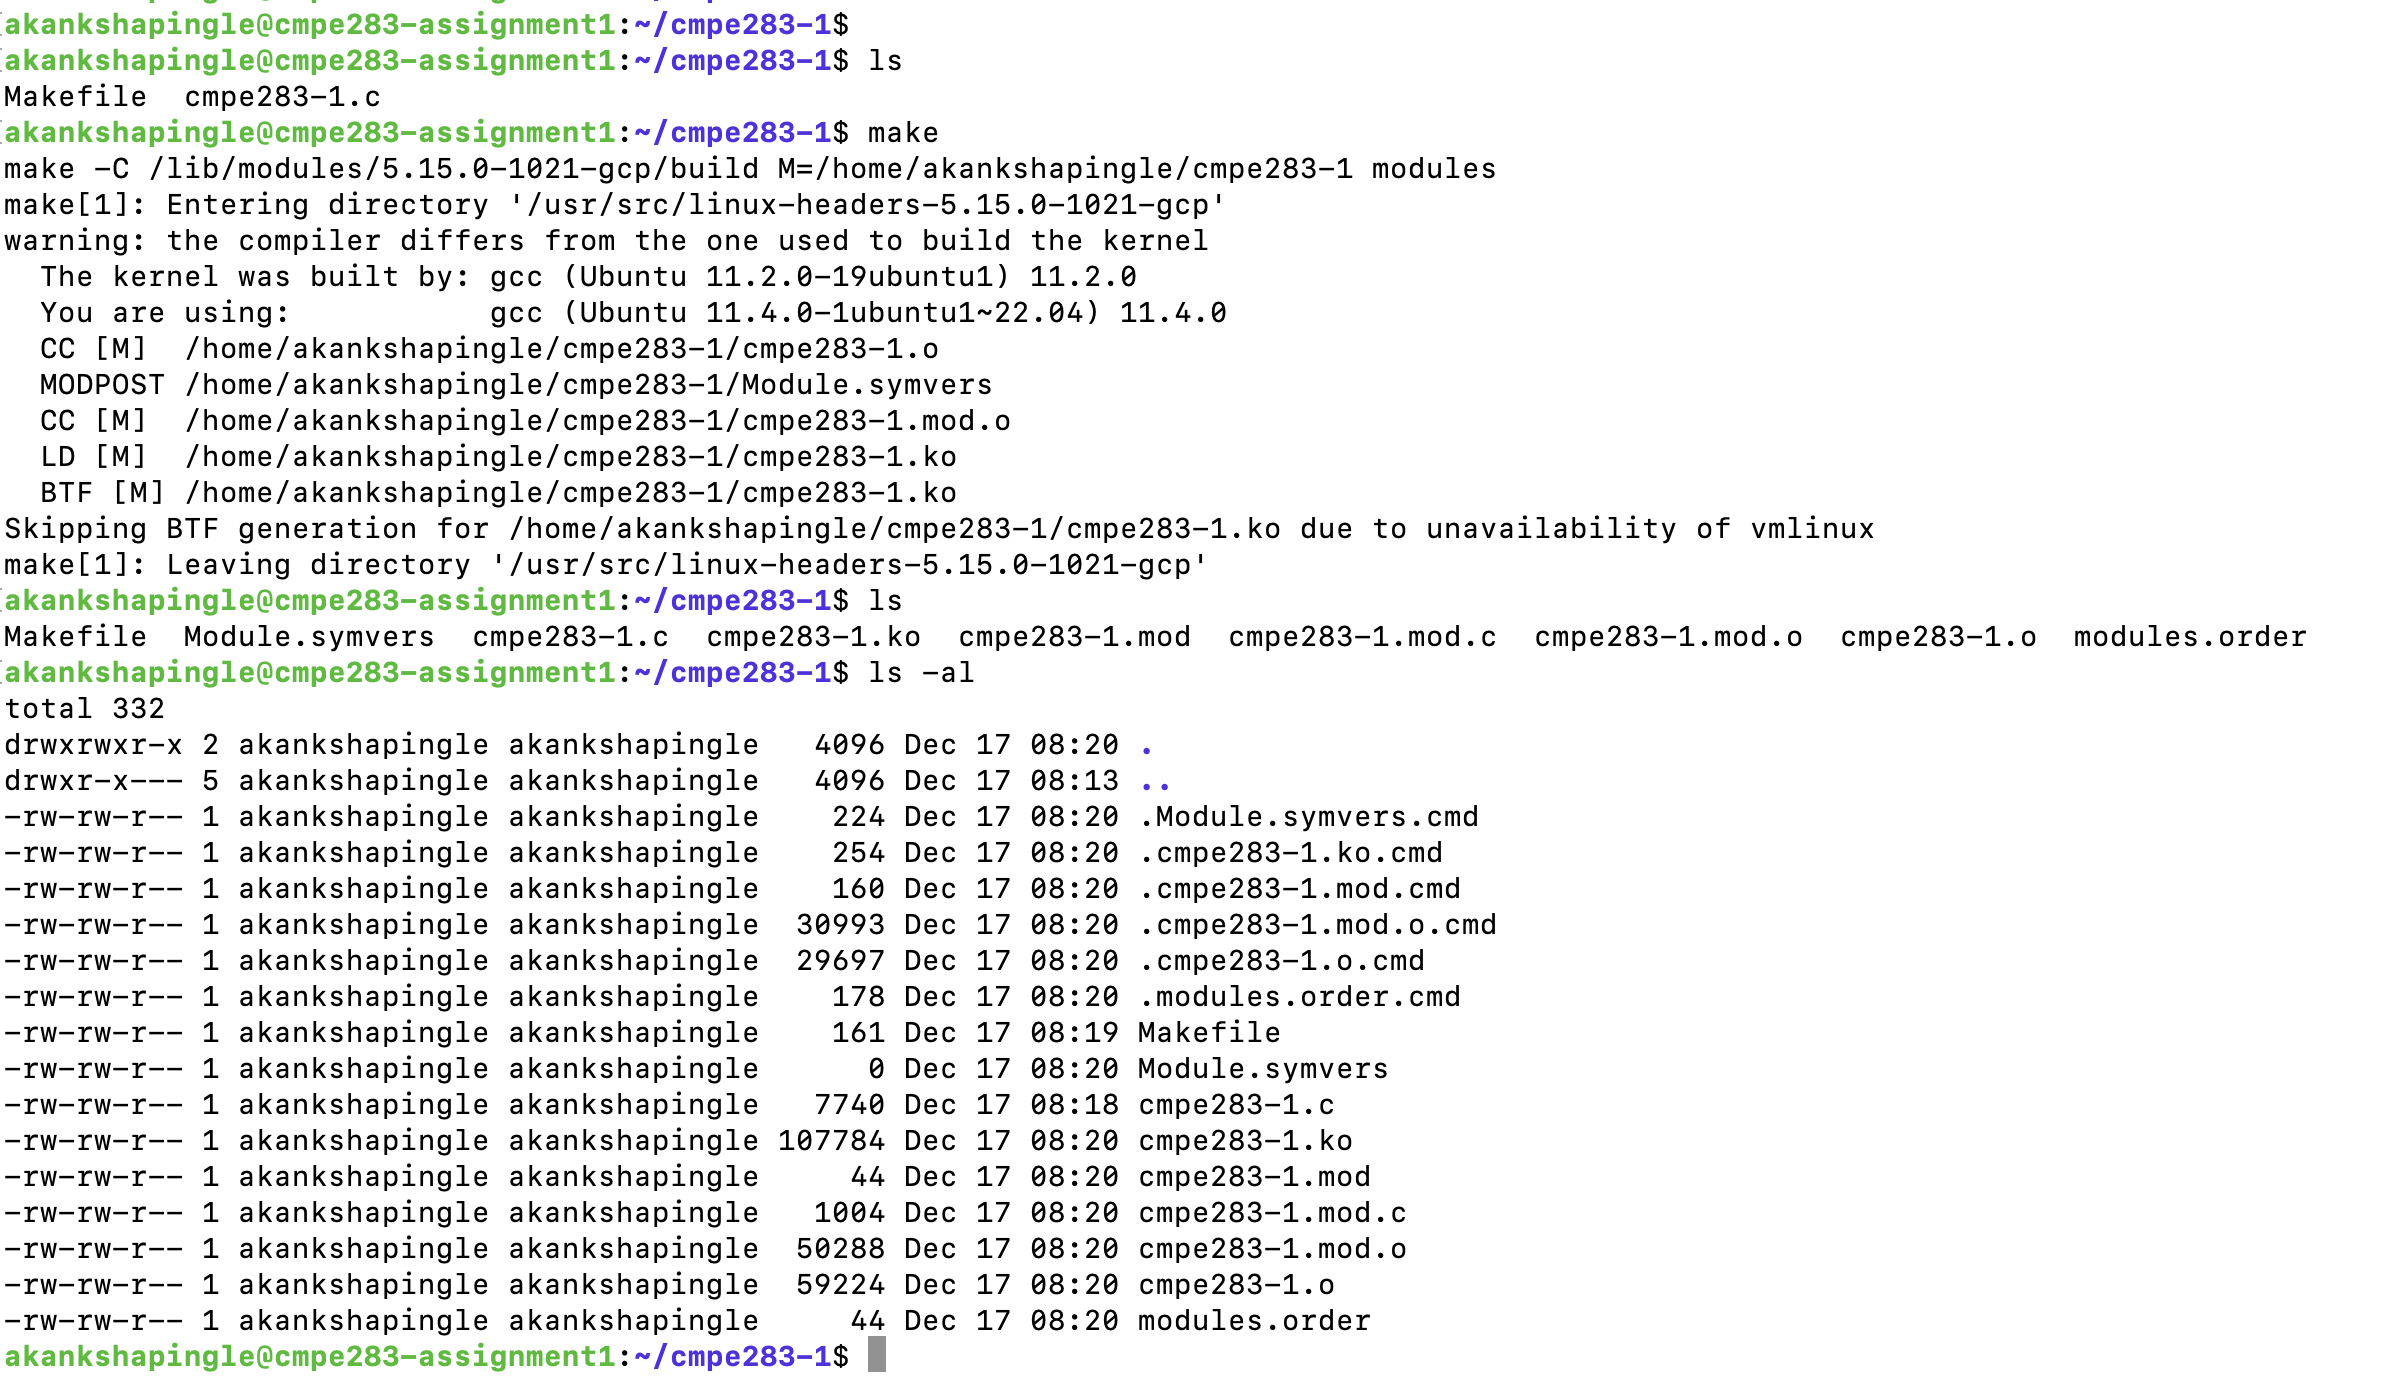 akankshapingle@cmpe283-assignment1:~/cmpe283-1$
akankshapingle@cmpe283-assignment1:~/cmpe283-1$ ls
Makefile  cmpe283-1.c
akankshapingle@cmpe283-assignment1:~/cmpe283-1$ make
make -C /lib/modules/5.15.0-1021-gcp/build M=/home/akankshapingle/cmpe283-1 modules
make[1]: Entering directory '/usr/src/linux-headers-5.15.0-1021-gcp'
warning: the compiler differs from the one used to build the kernel
  The kernel was built by: gcc (Ubuntu 11.2.0-19ubuntu1) 11.2.0
  You are using:           gcc (Ubuntu 11.4.0-1ubuntu1~22.04) 11.4.0
  CC [M]  /home/akankshapingle/cmpe283-1/cmpe283-1.o
  MODPOST /home/akankshapingle/cmpe283-1/Module.symvers
  CC [M]  /home/akankshapingle/cmpe283-1/cmpe283-1.mod.o
  LD [M]  /home/akankshapingle/cmpe283-1/cmpe283-1.ko
  BTF [M] /home/akankshapingle/cmpe283-1/cmpe283-1.ko
Skipping BTF generation for /home/akankshapingle/cmpe283-1/cmpe283-1.ko due to unavailability of vmlinux
make[1]: Leaving directory '/usr/src/linux-headers-5.15.0-1021-gcp'
akankshapingle@cmpe283-assignment1:~/cmpe283-1$ ls
Makefile  Module.symvers  cmpe283-1.c  cmpe283-1.ko  cmpe283-1.mod  cmpe283-1.mod.c  cmpe283-1.mod.o  cmpe283-1.o  modules.order
akankshapingle@cmpe283-assignment1:~/cmpe283-1$ ls -al
total 332
drwxrwxr-x 2 akankshapingle akankshapingle   4096 Dec 17 08:20 .
drwxr-x--- 5 akankshapingle akankshapingle   4096 Dec 17 08:13 ..
-rw-rw-r-- 1 akankshapingle akankshapingle    224 Dec 17 08:20 .Module.symvers.cmd
-rw-rw-r-- 1 akankshapingle akankshapingle    254 Dec 17 08:20 .cmpe283-1.ko.cmd
-rw-rw-r-- 1 akankshapingle akankshapingle    160 Dec 17 08:20 .cmpe283-1.mod.cmd
-rw-rw-r-- 1 akankshapingle akankshapingle  30993 Dec 17 08:20 .cmpe283-1.mod.o.cmd
-rw-rw-r-- 1 akankshapingle akankshapingle  29697 Dec 17 08:20 .cmpe283-1.o.cmd
-rw-rw-r-- 1 akankshapingle akankshapingle    178 Dec 17 08:20 .modules.order.cmd
-rw-rw-r-- 1 akankshapingle akankshapingle    161 Dec 17 08:19 Makefile
-rw-rw-r-- 1 akankshapingle akankshapingle      0 Dec 17 08:20 Module.symvers
-rw-rw-r-- 1 akankshapingle akankshapingle   7740 Dec 17 08:18 cmpe283-1.c
-rw-rw-r-- 1 akankshapingle akankshapingle 107784 Dec 17 08:20 cmpe283-1.ko
-rw-rw-r-- 1 akankshapingle akankshapingle     44 Dec 17 08:20 cmpe283-1.mod
-rw-rw-r-- 1 akankshapingle akankshapingle   1004 Dec 17 08:20 cmpe283-1.mod.c
-rw-rw-r-- 1 akankshapingle akankshapingle  50288 Dec 17 08:20 cmpe283-1.mod.o
-rw-rw-r-- 1 akankshapingle akankshapingle  59224 Dec 17 08:20 cmpe283-1.o
-rw-rw-r-- 1 akankshapingle akankshapingle     44 Dec 17 08:20 modules.order
akankshapingle@cmpe283-assignment1:~/cmpe283-1$